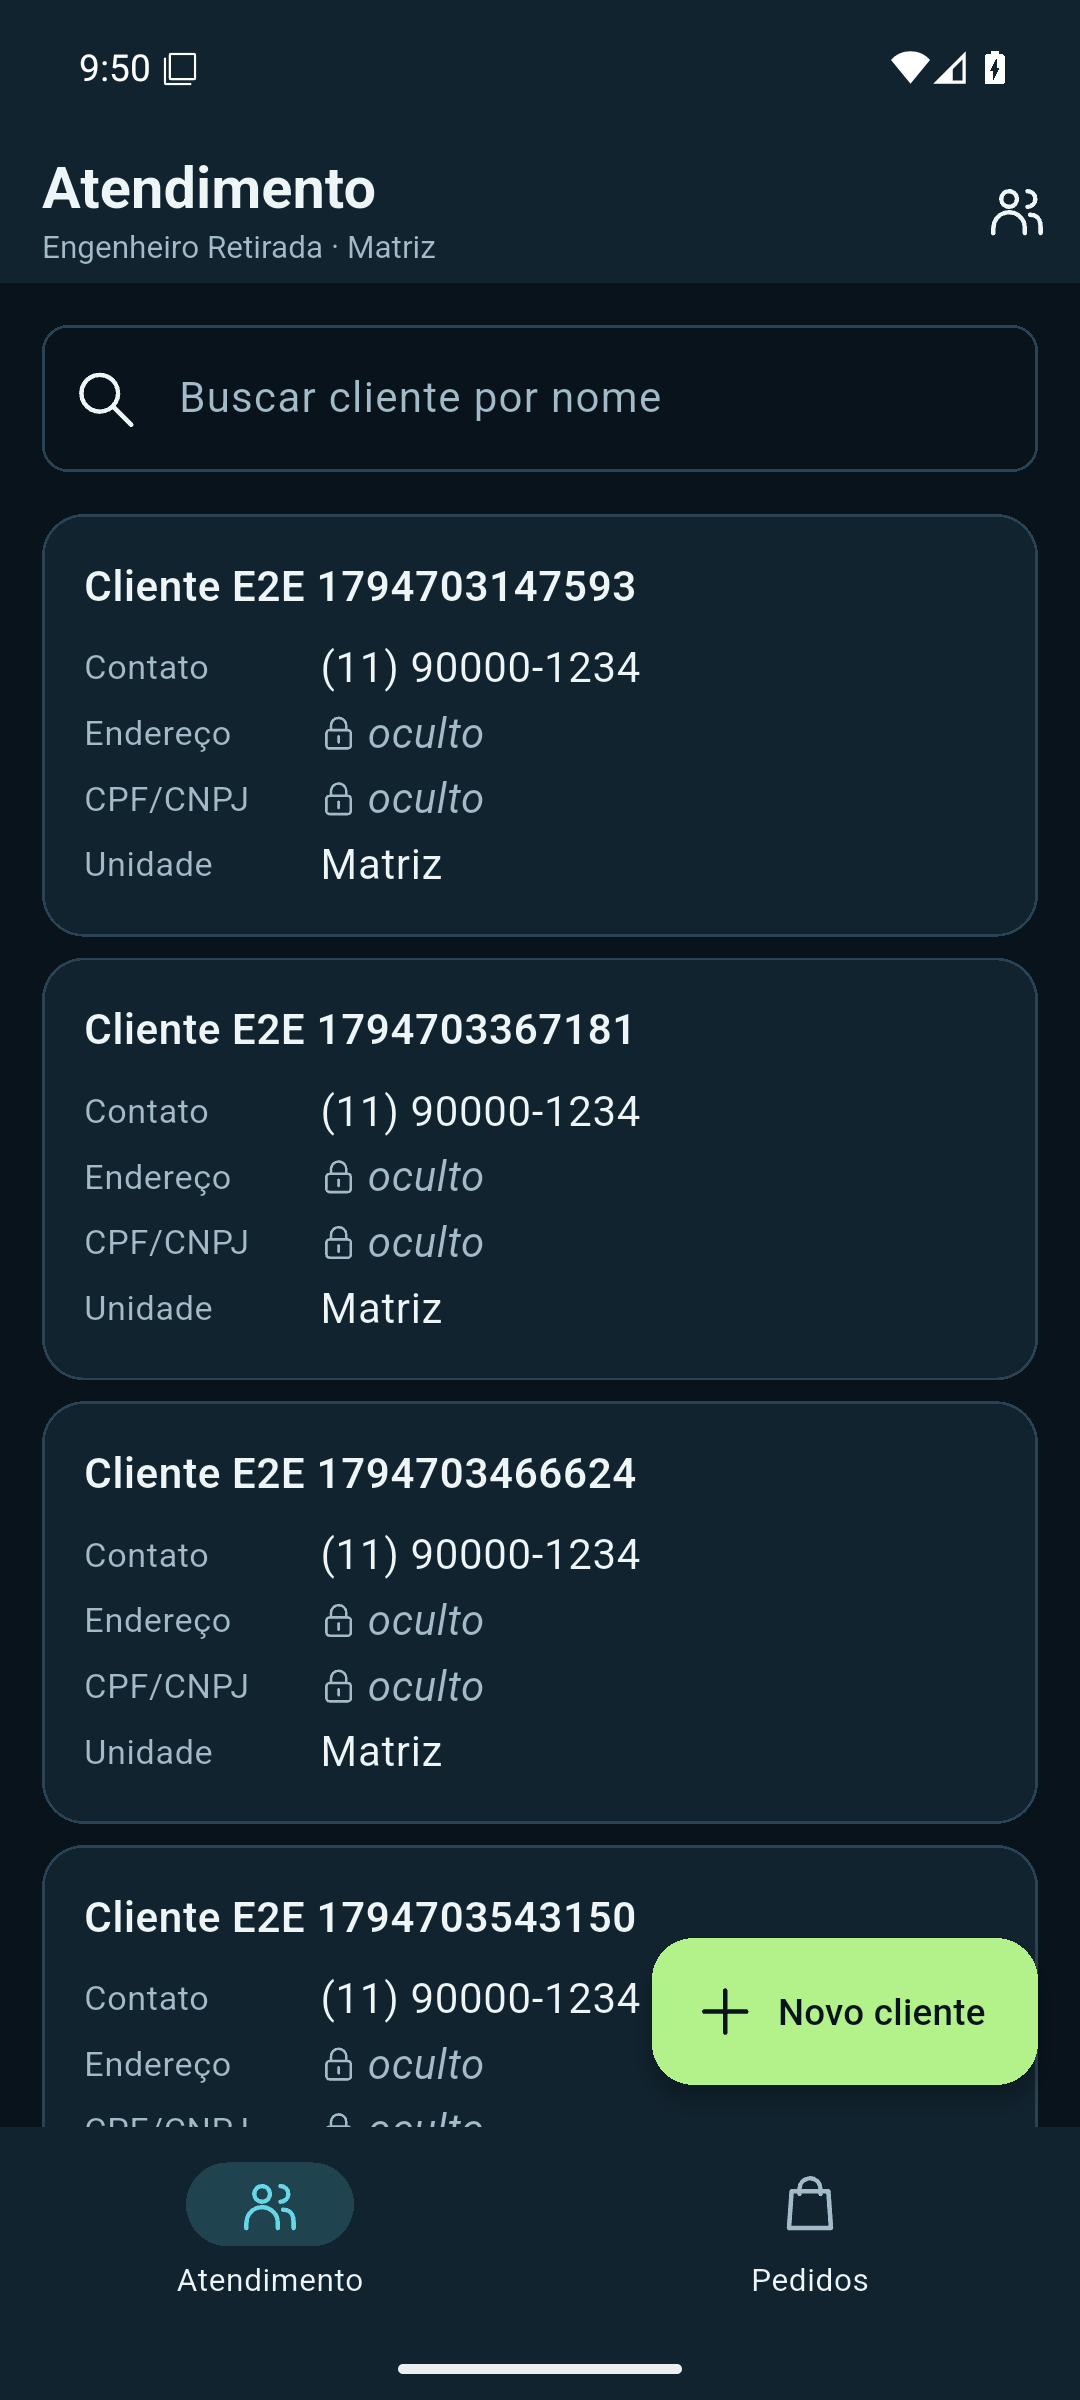 9:50
Atendimento
Engenheiro Retirada · Matriz
Buscar cliente por nome
Cliente E2E 1794703147593
Contato (11) 90000-1234
Endereço oculto
CPF/CNPJ oculto
Unidade Matriz
Cliente E2E 1794703367181
Contato (11) 90000-1234
Endereço oculto
CPF/CNPJ oculto
Unidade Matriz
Cliente E2E 1794703466624
Contato (11) 90000-1234
Endereço oculto
CPF/CNPJ oculto
Unidade Matriz
Cliente E2E 1794703543150
Contato (11) 90000-1234
Novo cliente
Endereço oculto
CPF/CNPJ oculto
Atendimento
Pedidos